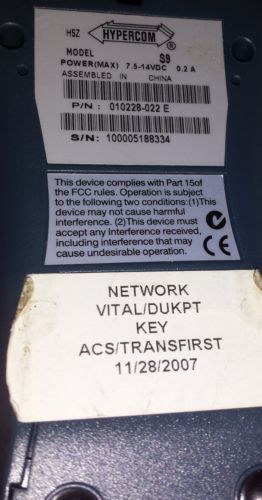 HSZ
HYPERCOM
®
MODEL S9
POWER(MAX) 7.5-14VDC 0.2 A
ASSEMBLED IN CHINA
P/N: 010228-022 E
S/N: 100005188334
This device complies with Part 15of
the FCC rules. Operation is subject
to the following two conditions:(1)This
device may not cause harmful
interference. (2)This device must
accept any interference received,
including interference that may
cause undesirable operation.
CE
NETWORK
VITAL/DUKPT
KEY
ACS/TRANSFIRST
11/28/2007